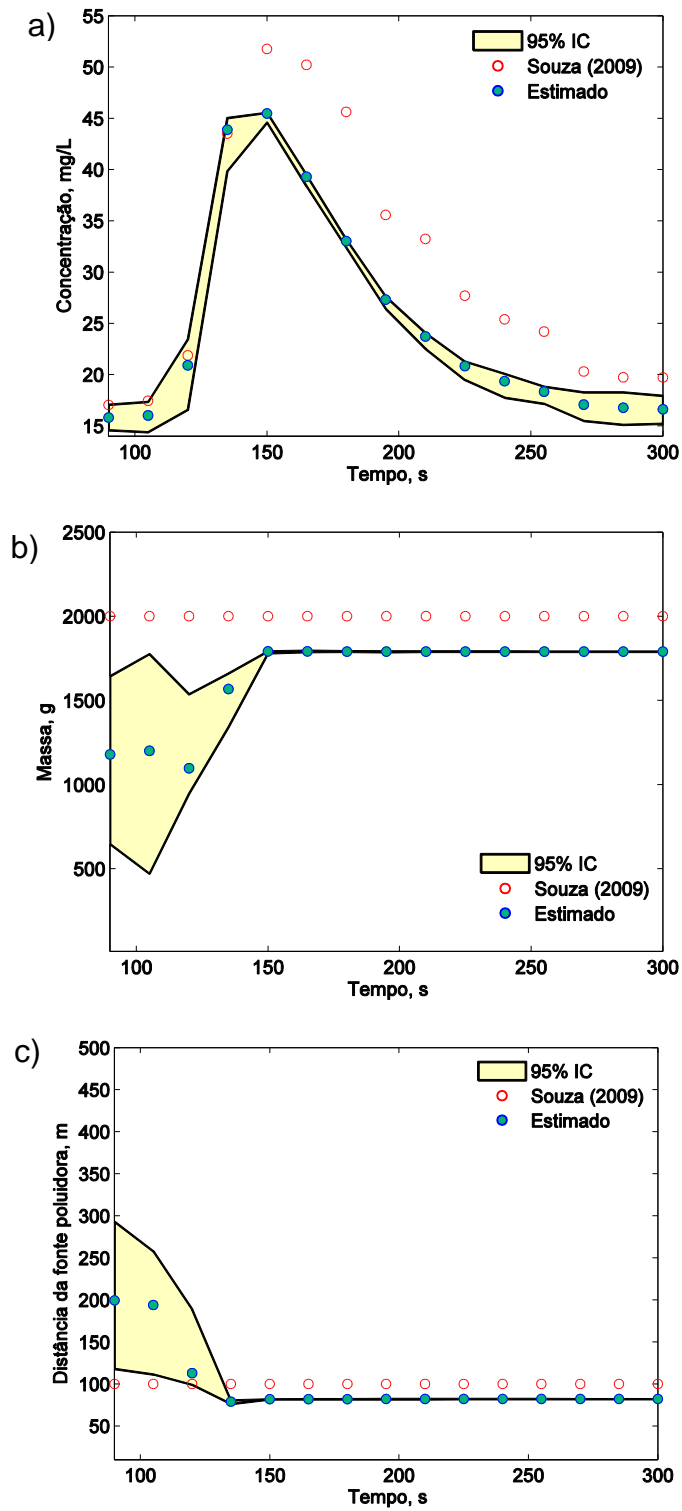 a)
Concentração, mg/L
55
50
45
40
35
30
25
20
15
100
150
200
250
300
Tempo, s
95% IC
Souza (2009)
Estimado
b)
Massa, g
2500
2000
1500
1000
500
100
150
200
250
300
Tempo, s
95% IC
Souza (2009)
Estimado
c)
Distância da fonte poluidora, m
500
450
400
350
300
250
200
150
100
50
100
150
200
250
300
Tempo, s
95% IC
Souza (2009)
Estimado